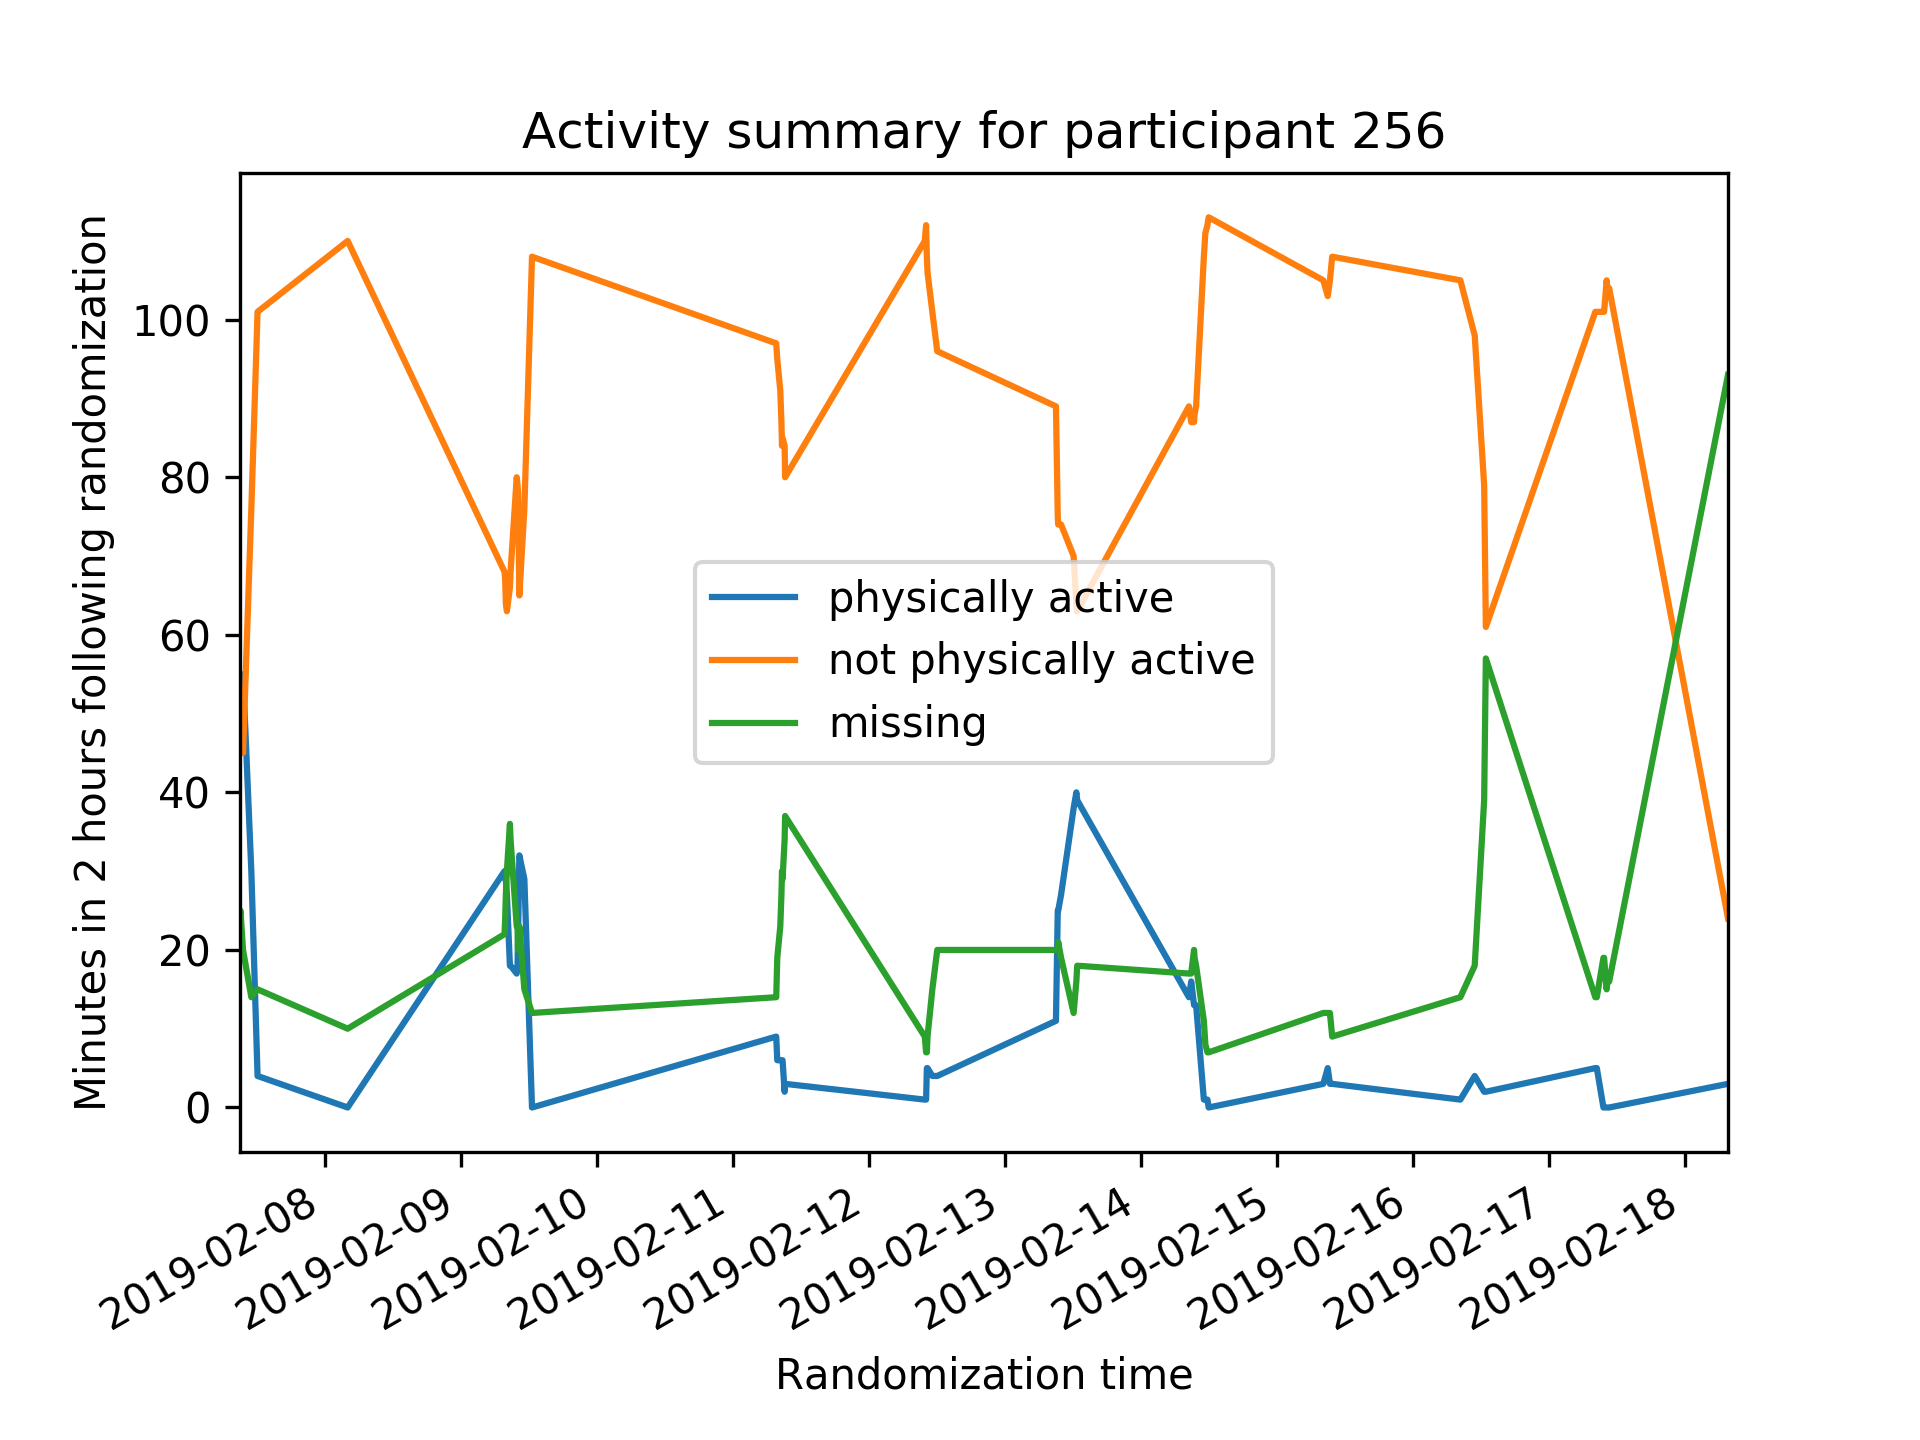 Activity summary for participant 256
Minutes in 2 hours following randomization
100
80
60
40
20
0
physically active
not physically active
missing
2019-02-08
2019-02-09
2019-02-10
2019-02-11
2019-02-12
2019-02-13
2019-02-14
2019-02-15
2019-02-16
2019-02-17
2019-02-18
Randomization time